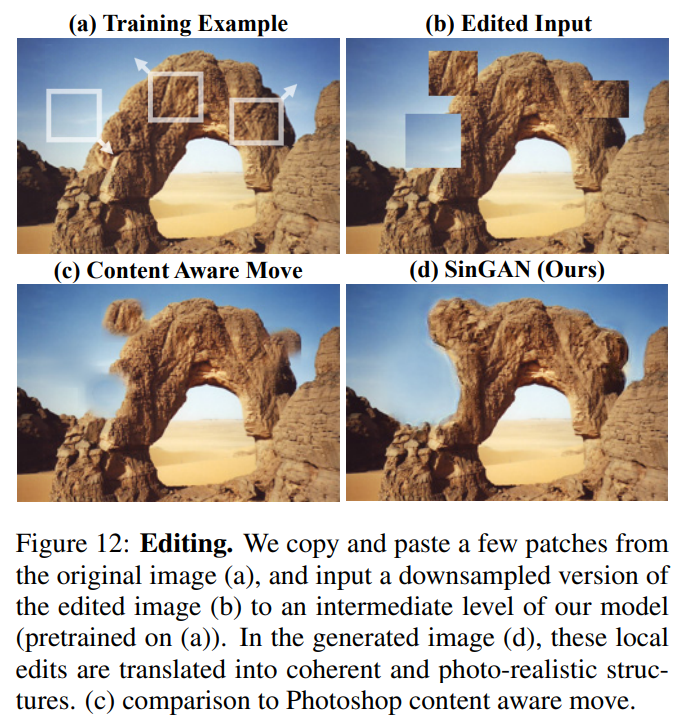 (a) Training Example
(b) Edited Input
(c) Content Aware Move
(d) SinGAN (Ours)
Figure 12: Editing. We copy and paste a few patches from
the original image (a), and input a downsampled version of
the edited image (b) to an intermediate level of our model
(pretrained on (a)). In the generated image (d), these local
edits are translated into coherent and photo-realistic struc-
tures. (c) comparison to Photoshop content aware move.